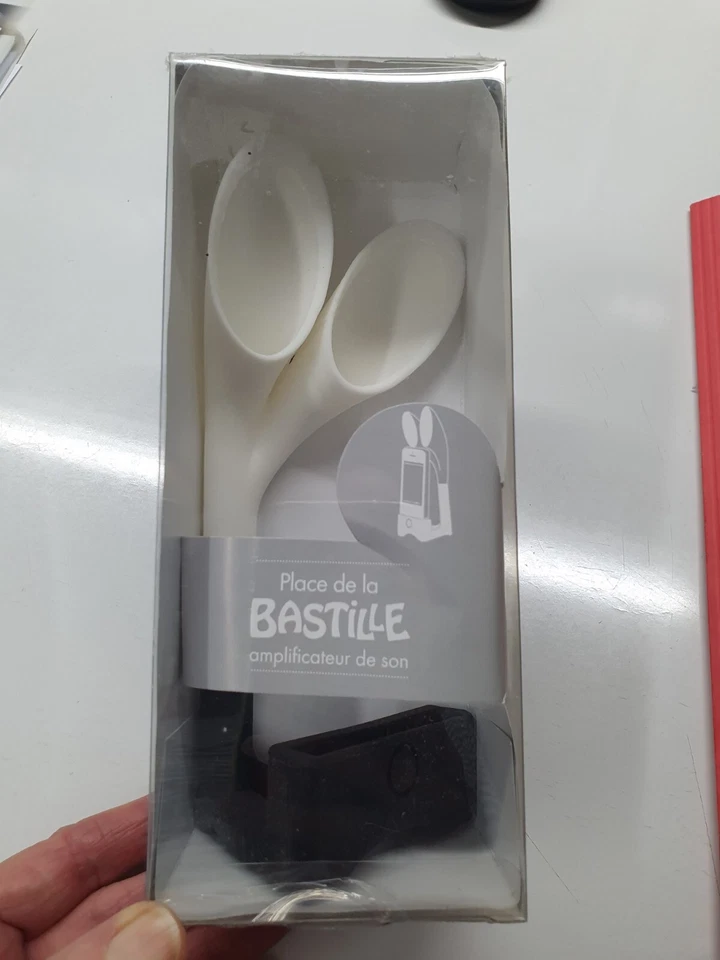 Place de la
BASTILLE
amplificateur de son